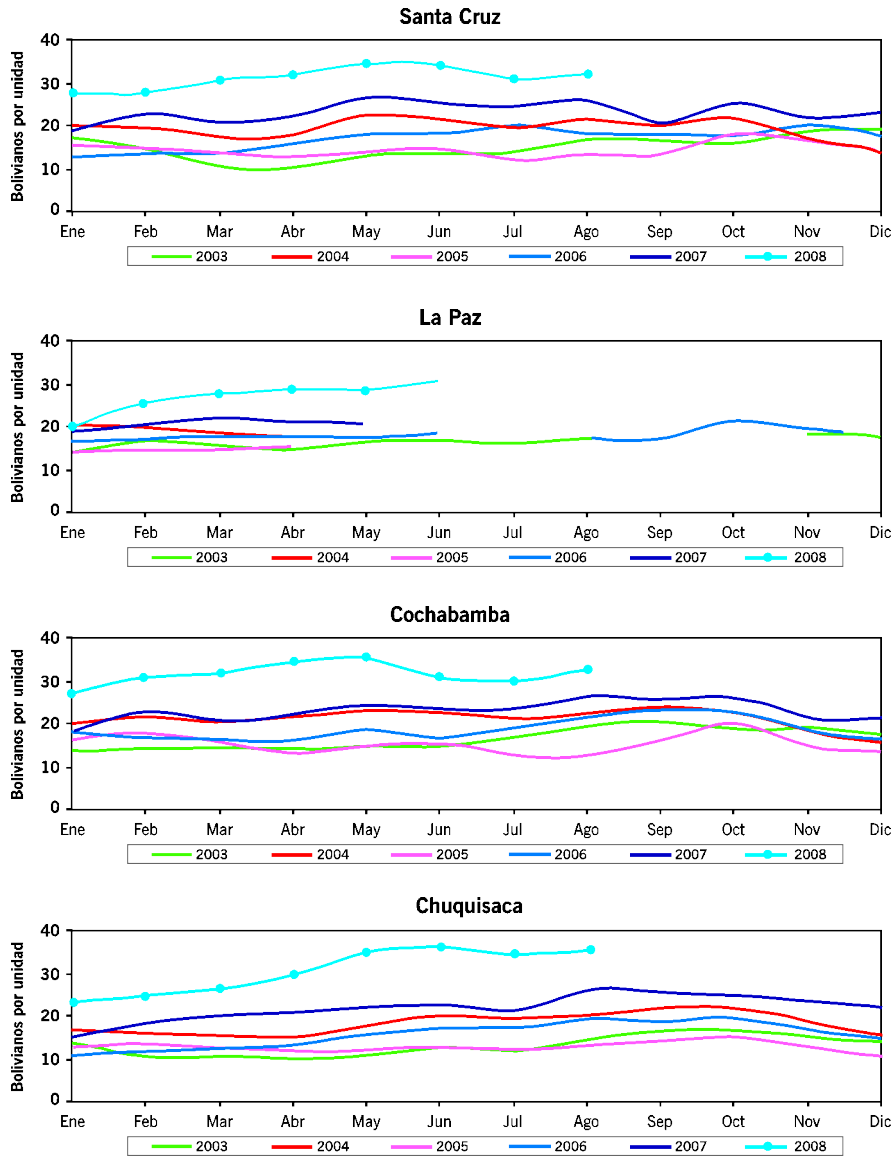 Santa Cruz
Bolivianos por unidad
40
30
20
10
0
Ene Feb Mar Abr May Jun Jul Ago Sep Oct Nov Dic
2003 2004 2005 2006 2007 2008
La Paz
Bolivianos por unidad
40
30
20
10
0
Ene Feb Mar Abr May Jun Jul Ago Sep Oct Nov Dic
2003 2004 2005 2006 2007 2008
Cochabamba
Bolivianos por unidad
40
30
20
10
0
Ene Feb Mar Abr May Jun Jul Ago Sep Oct Nov Dic
2003 2004 2005 2006 2007 2008
Chuquisaca
Bolivianos por unidad
40
30
20
10
0
Ene Feb Mar Abr May Jun Jul Ago Sep Oct Nov Dic
2003 2004 2005 2006 2007 2008